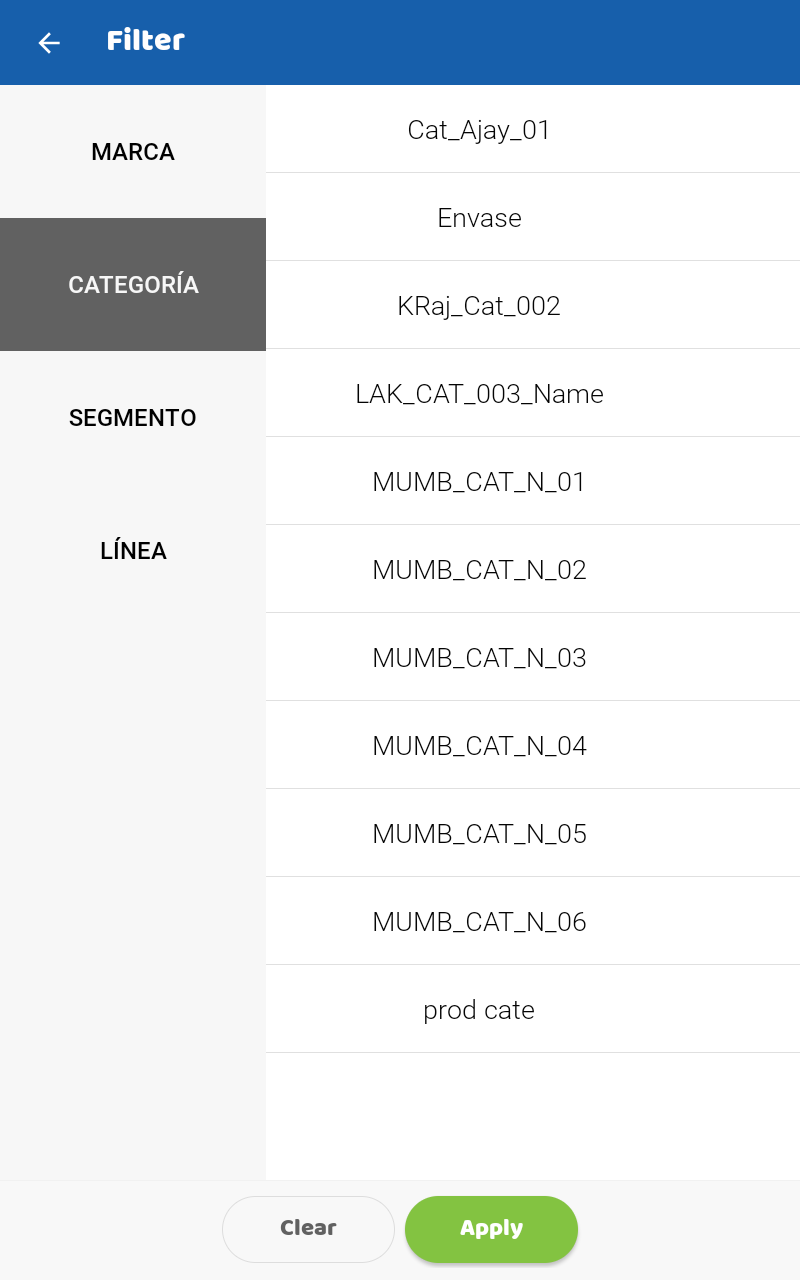 Filter
MARCA
CATEGORÍA
SEGMENTO
LÍNEA
Cat_Ajay_01
Envase
KRaj_Cat_002
LAK_CAT_003_Name
MUMB_CAT_N_01
MUMB_CAT_N_02
MUMB_CAT_N_03
MUMB_CAT_N_04
MUMB_CAT_N_05
MUMB_CAT_N_06
prod cate
Clear
Apply